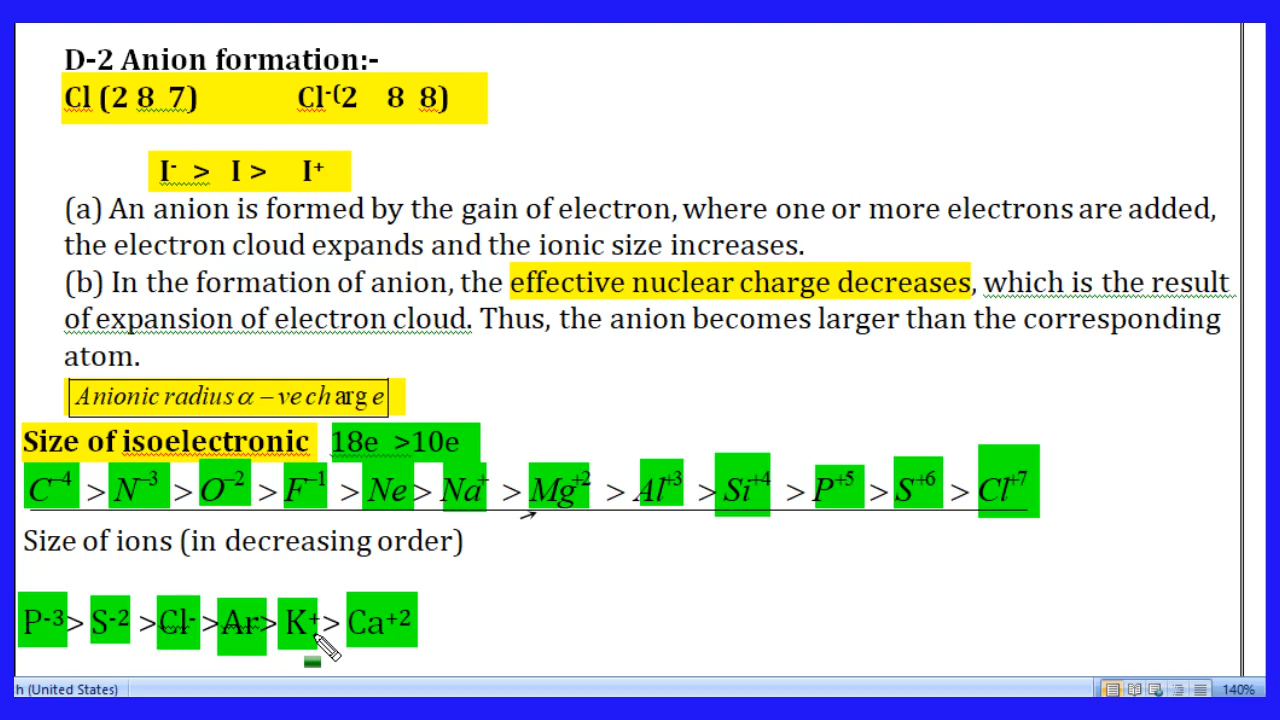 D-2 Anion formation:-
Cl (2 8 7) Cl⁻⁽2 8 8)
I⁻ > I > I⁺
(a) An anion is formed by the gain of electron, where one or more electrons are added,
the electron cloud expands and the ionic size increases.
(b) In the formation of anion, the effective nuclear charge decreases, which is the result
of expansion of electron cloud. Thus, the anion becomes larger than the corresponding
atom.
Anionic radius α – ve charg e
Size of isoelectronic 18e >10e
C⁻⁴ > N⁻³ > O⁻² > F⁻¹ > Ne > Na⁺ > Mg⁺² > Al⁺³ > Si⁺⁴ > P⁺⁵ > S⁺⁶ > Cl⁺⁷
Size of ions (in decreasing order)
P⁻³> S⁻² >Cl⁻ >Ar> K⁺> Ca⁺²
h (United States) 140%